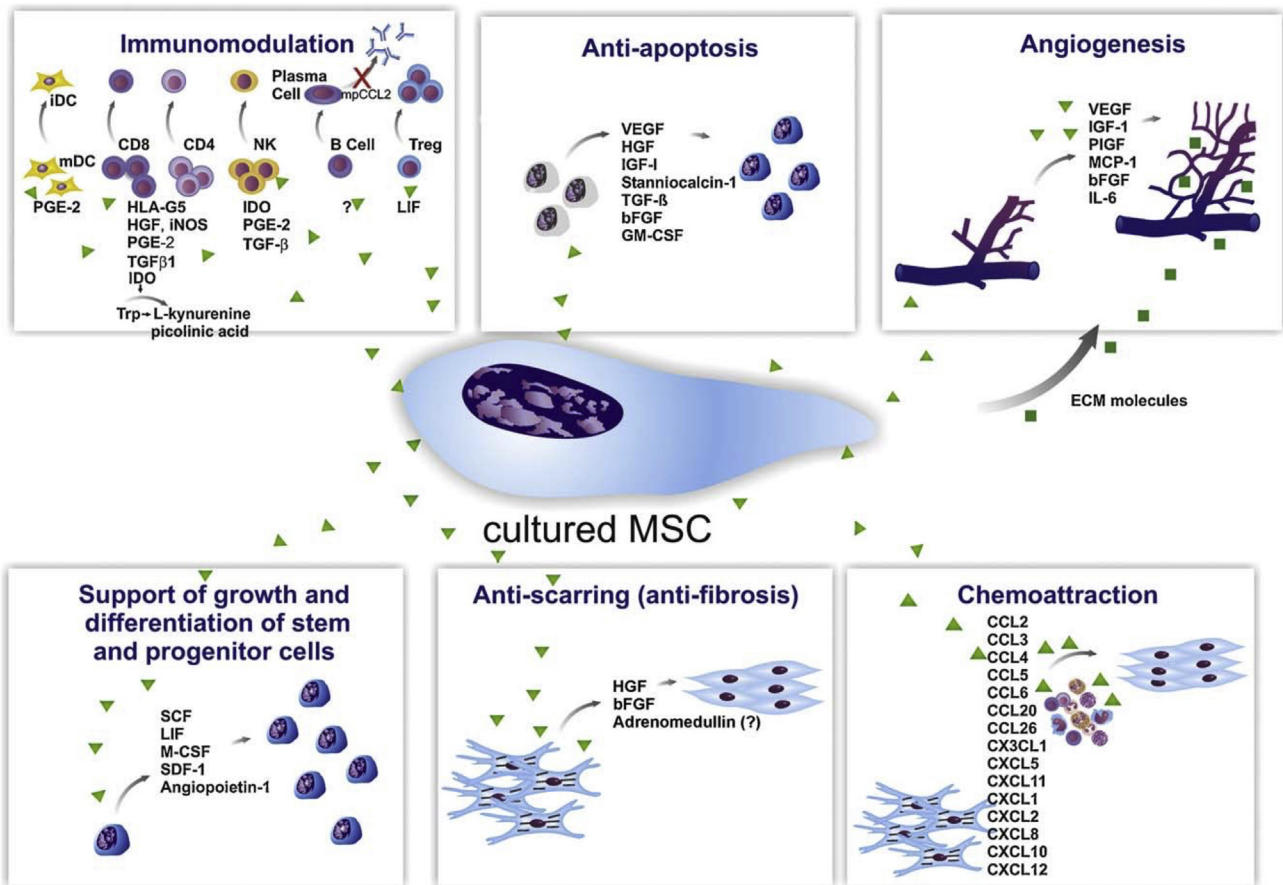 Immunomodulation
iDC
mDC
PGE-2
CD8
HLA-G5
HGF, iNOS
PGE-2
TGFβ1
IDO
Trp
L-kynurenine
picolinic acid
CD4
NK
IDO
PGE-2
TGF-β
Plasma
Cell
mpCCL2
B Cell
?
Treg
LIF
Anti-apoptosis
VEGF
HGF
IGF-I
Stanniocalcin-1
TGF-ß
bFGF
GM-CSF
Angiogenesis
VEGF
IGF-1
PIGF
MCP-1
bFGF
IL-6
ECM molecules
cultured MSC
Support of growth and
differentiation of stem
and progenitor cells
SCF
LIF
M-CSF
SDF-1
Angiopoietin-1
Anti-scarring (anti-fibrosis)
HGF
bFGF
Adrenomedullin (?)
Chemoattraction
CCL2
CCL3
CCL4
CCL5
CCL6
CCL20
CCL26
CX3CL1
CXCL5
CXCL11
CXCL1
CXCL2
CXCL8
CXCL10
CXCL12